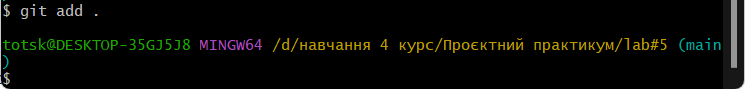 $ git add .
totsk@DESKTOP-35GJ5J8 MINGW64 /d/навчання 4 курс/Проєктний практикум/lab#5 (main
)
$